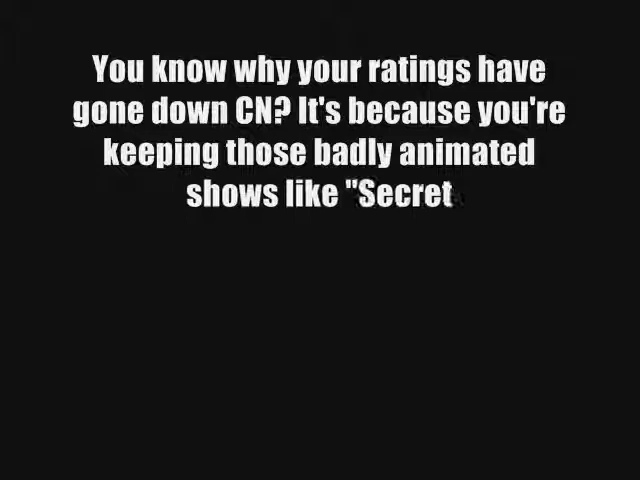 You know why your ratings have
gone down CN? It's because you're
keeping those badly animated
shows like "Secret